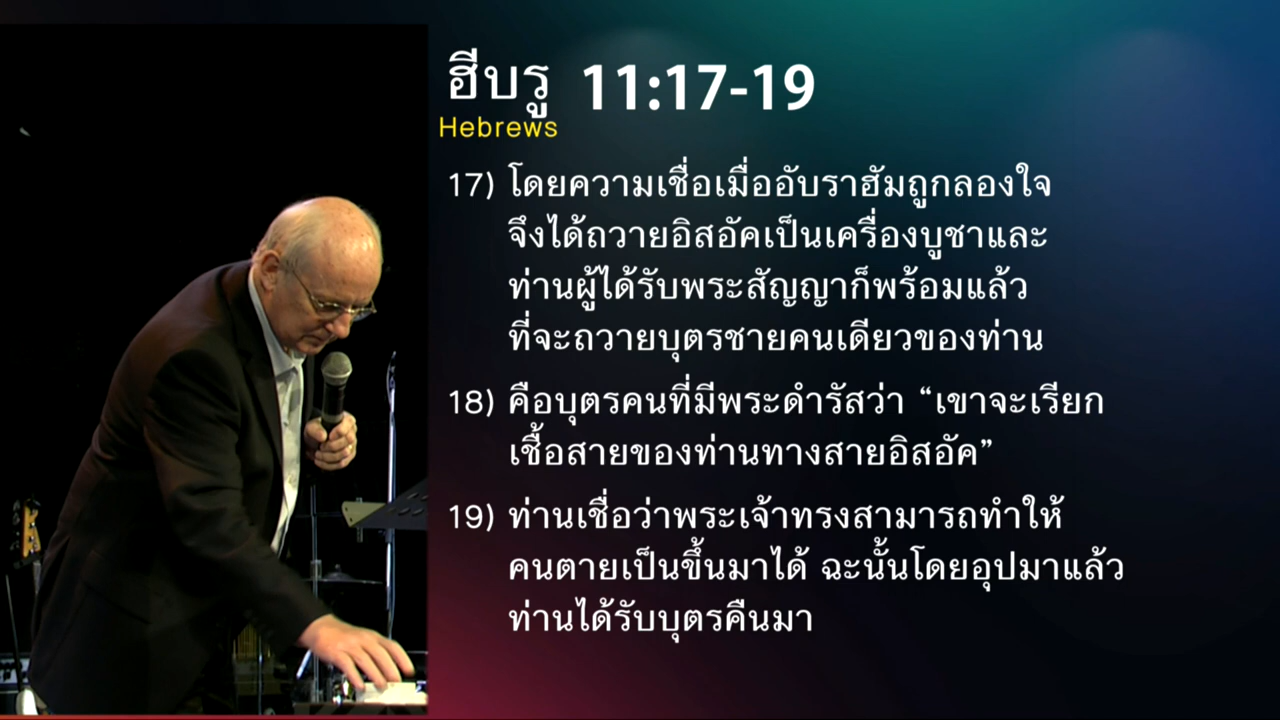 ฮีบรู 11:17-19
Hebrews
17) โดยความเชื่อเมื่ออับราฮัมถูกลองใจ
จึงได้ถวายอิสอัคเป็นเครื่องบูชาและ
ท่านผู้ได้รับพระสัญญาก็พร้อมแล้ว
ที่จะถวายบุตรชายคนเดียวของท่าน
18) คือบุตรคนที่มีพระดำรัสว่า “เขาจะเรียก
เชื้อสายของท่านทางสายอิสอัค”
19) ท่านเชื่อว่าพระเจ้าทรงสามารถทำให้
คนตายเป็นขึ้นมาได้ ฉะนั้นโดยอุปมาแล้ว
ท่านได้รับบุตรคืนมา